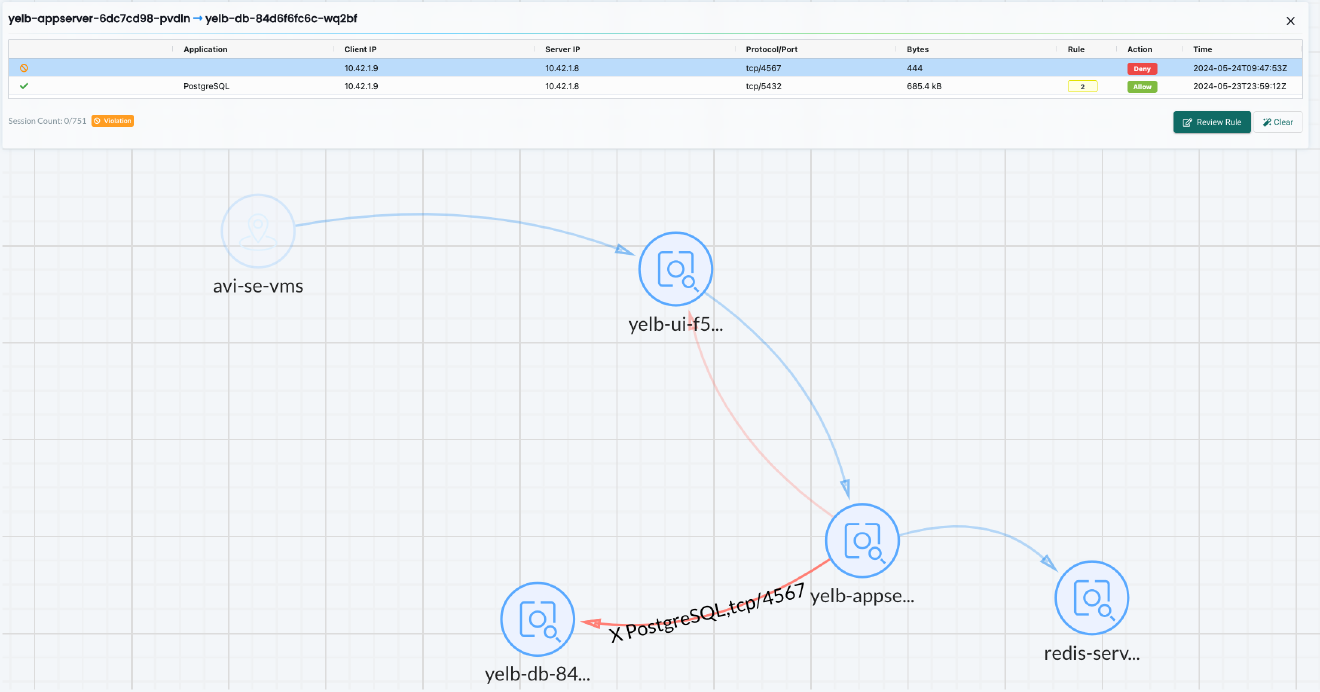 yelb-appserver-6dc7cd98-pvdln → yelb-db-84d6f6fc6c-wq2bf
Application Client IP Server IP Protocol/Port Bytes Rule Action Time
10.42.1.9 10.42.1.8 tcp/4567 444 Deny 2024-05-24T09:47:53Z
PostgreSQL 10.42.1.9 10.42.1.8 tcp/5432 685.4 kB 2 Allow 2024-05-23T23:59:12Z
Session Count: 0/751 Violation
Review Rule Clear
avi-se-vms
yelb-ui-f5...
X PostgreSQL,tcp/4567
yelb-appse...
redis-serv...
yelb-db-84...